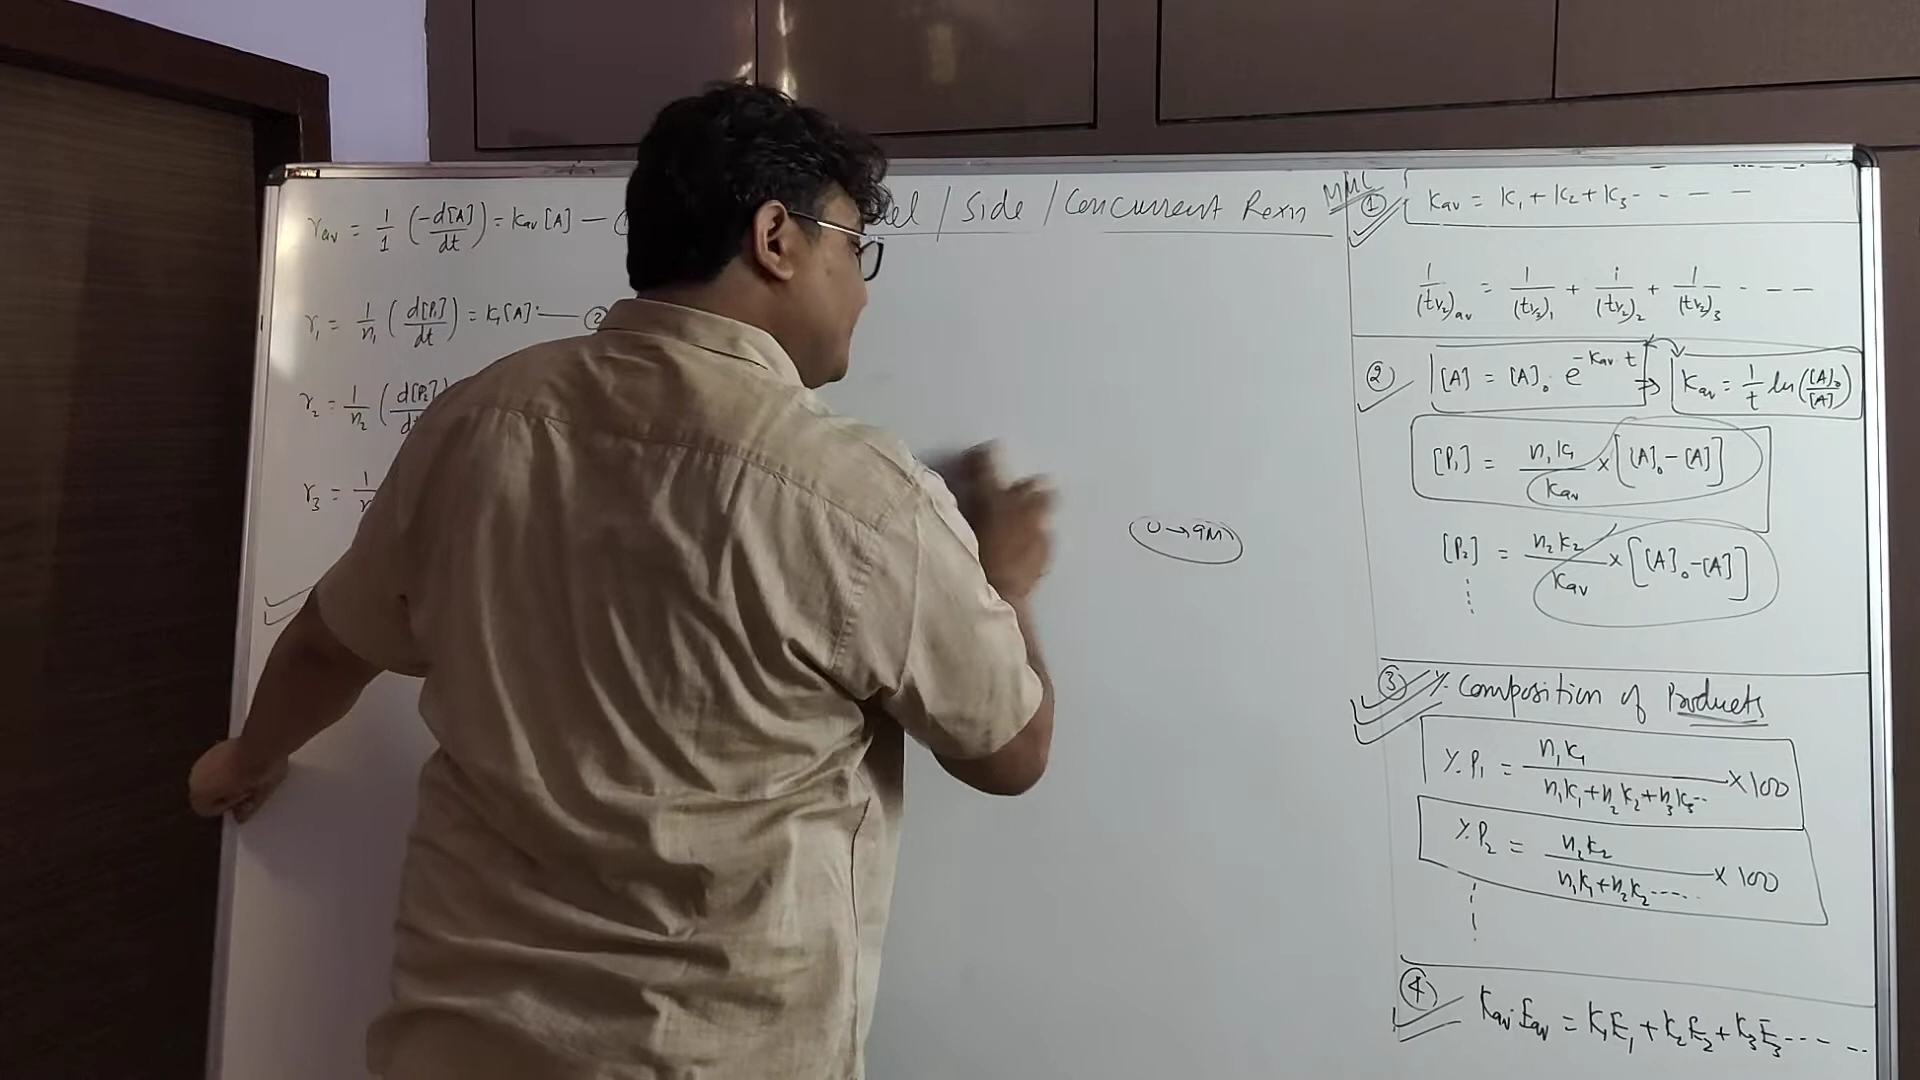 r_av = 1/1 (-d[A]/dt) = K_av [A] —
r_1 = 1/n_1 (d[P_1]/dt) = K_1[A] — ②
r_2 = 1/n_2 (d[P_2]
r_3 = 1/
/ Side / Concurrent Rexn
U → 9M
① K_av = K_1 + K_2 + K_3 - - - -
1/(t_½)_av = 1/(t_½)_1 + 1/(t_½)_2 + 1/(t_½)_3 - - - -
② [A] = [A]_0 · e^(-K_av·t) ⇒ K_av = 1/t ln([A]_0/[A])
[P_1] = n_1K_1/K_av × [[A]_0 - [A]]
[P_2] = n_2K_2/K_av × [[A]_0 - [A]]
③ % Composition of Products
%P_1 = n_1K_1/(n_1K_1 + n_2K_2 + n_3K_3 ··) × 100
%P_2 = n_2K_2/(n_1K_1 + n_2K_2 -----) × 100
④ K_av·E_av = K_1E_1 + K_2E_2 + K_3E_3 - - - -